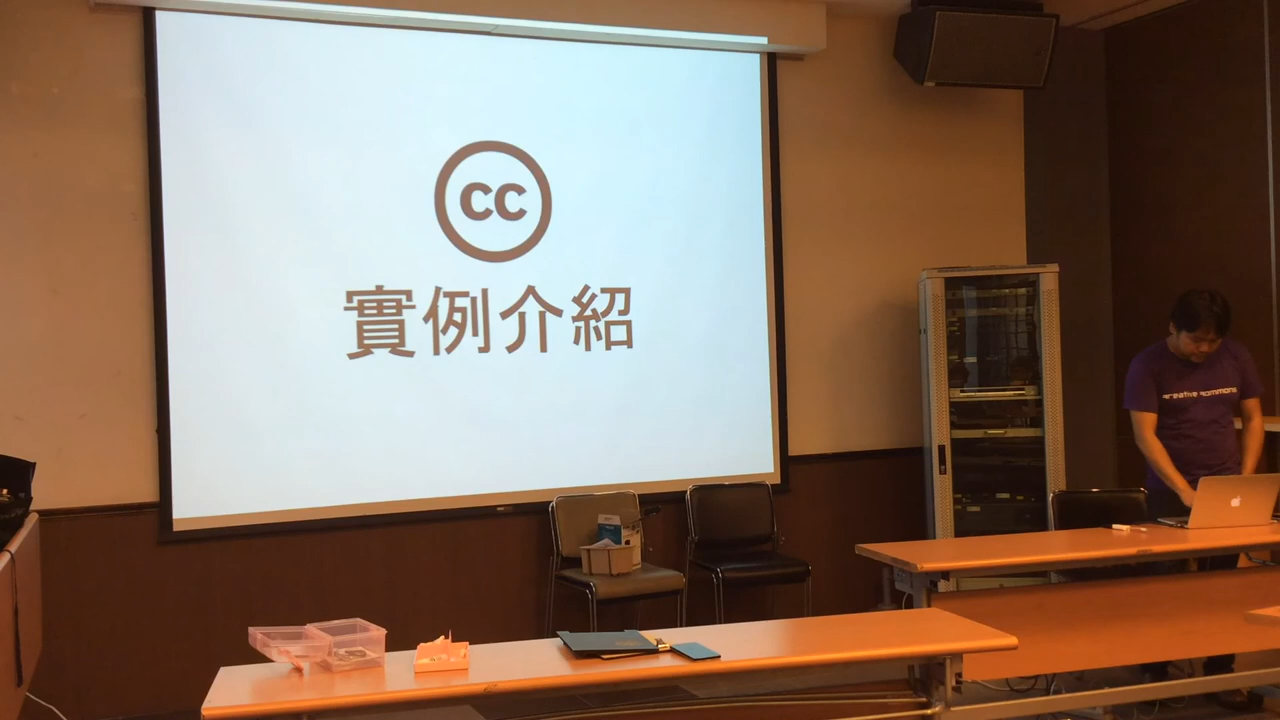 cc
實例介紹
creative commons